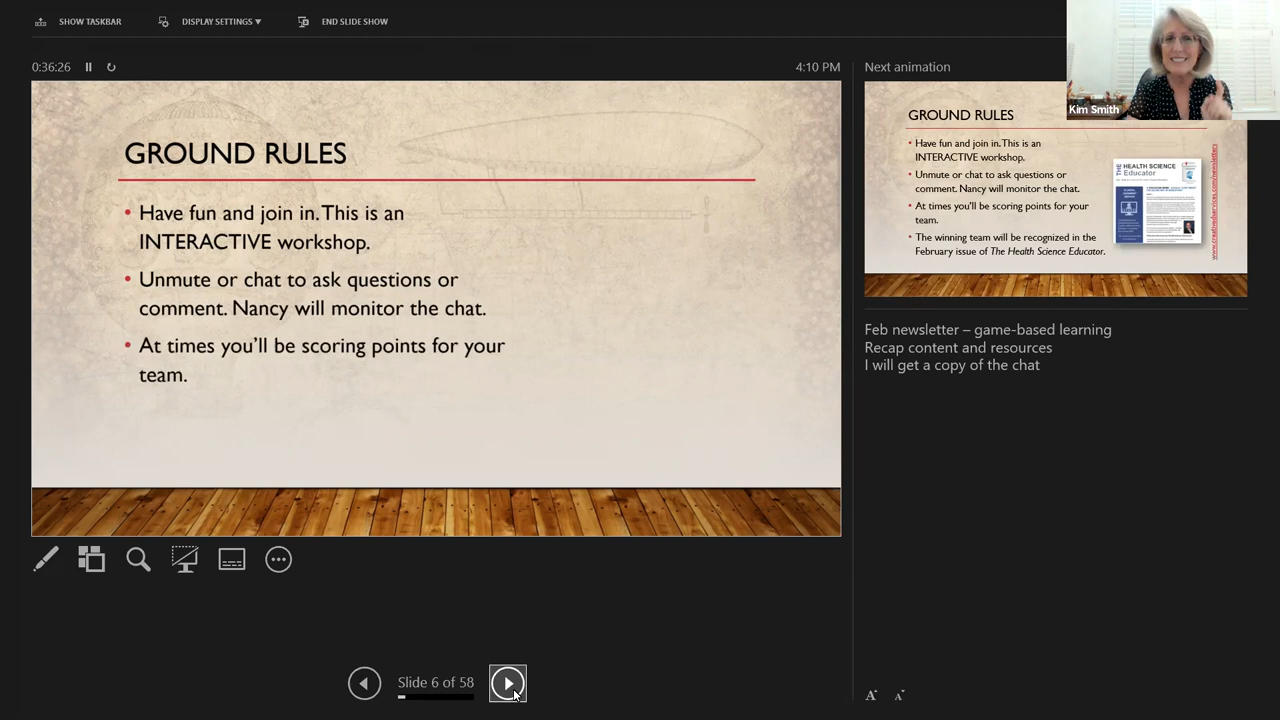 SHOW TASKBAR
DISPLAY SETTINGS ▼
END SLIDE SHOW
0:36:26
4:10 PM
GROUND RULES
• Have fun and join in. This is an
INTERACTIVE workshop.
• Unmute or chat to ask questions or
comment. Nancy will monitor the chat.
• At times you'll be scoring points for your
team.
Slide 6 of 58
Next animation
Kim Smith
GROUND RULES
• Have fun and join in. This is an
INTERACTIVE workshop.
• Unmute or chat to ask questions or
comment. Nancy will monitor the chat.
• At times you'll be scoring points for your
team.
• The winning team will be recognized in the
February issue of The Health Science Educator.
THE HEALTH SCIENCE
Educator
Feb newsletter – game-based learning
Recap content and resources
I will get a copy of the chat
A
A